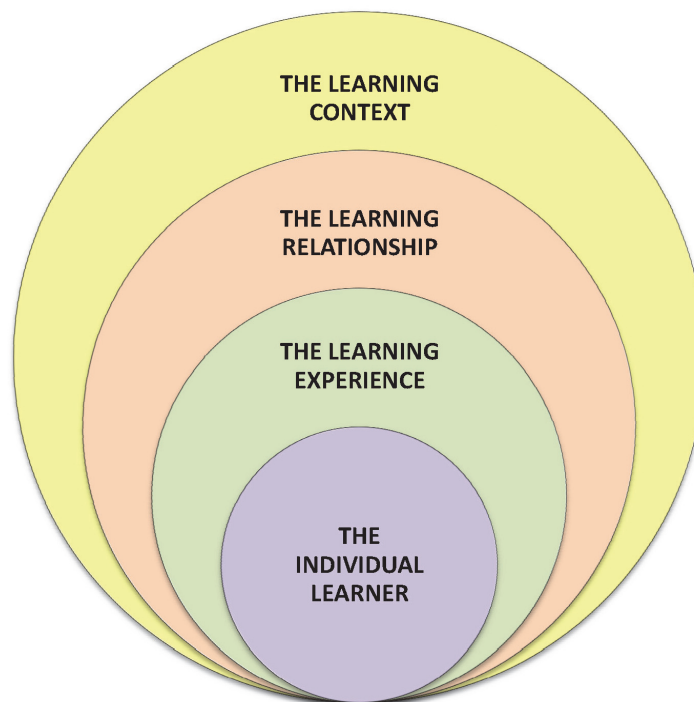 THE LEARNING
CONTEXT
THE LEARNING
RELATIONSHIP
THE LEARNING
EXPERIENCE
THE
INDIVIDUAL
LEARNER